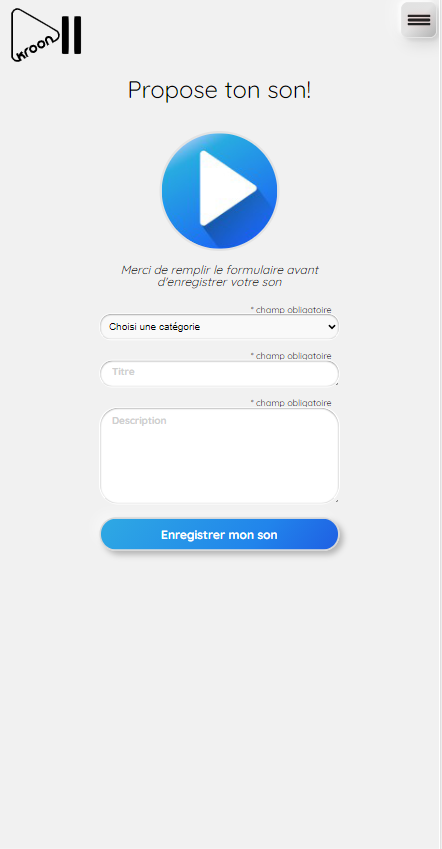 Kroon
Propose ton son!
Merci de remplir le formulaire avant
d'enregistrer votre son
* champ obligatoire
Choisi une catégorie
* champ obligatoire
Titre
* champ obligatoire
Description
Enregistrer mon son